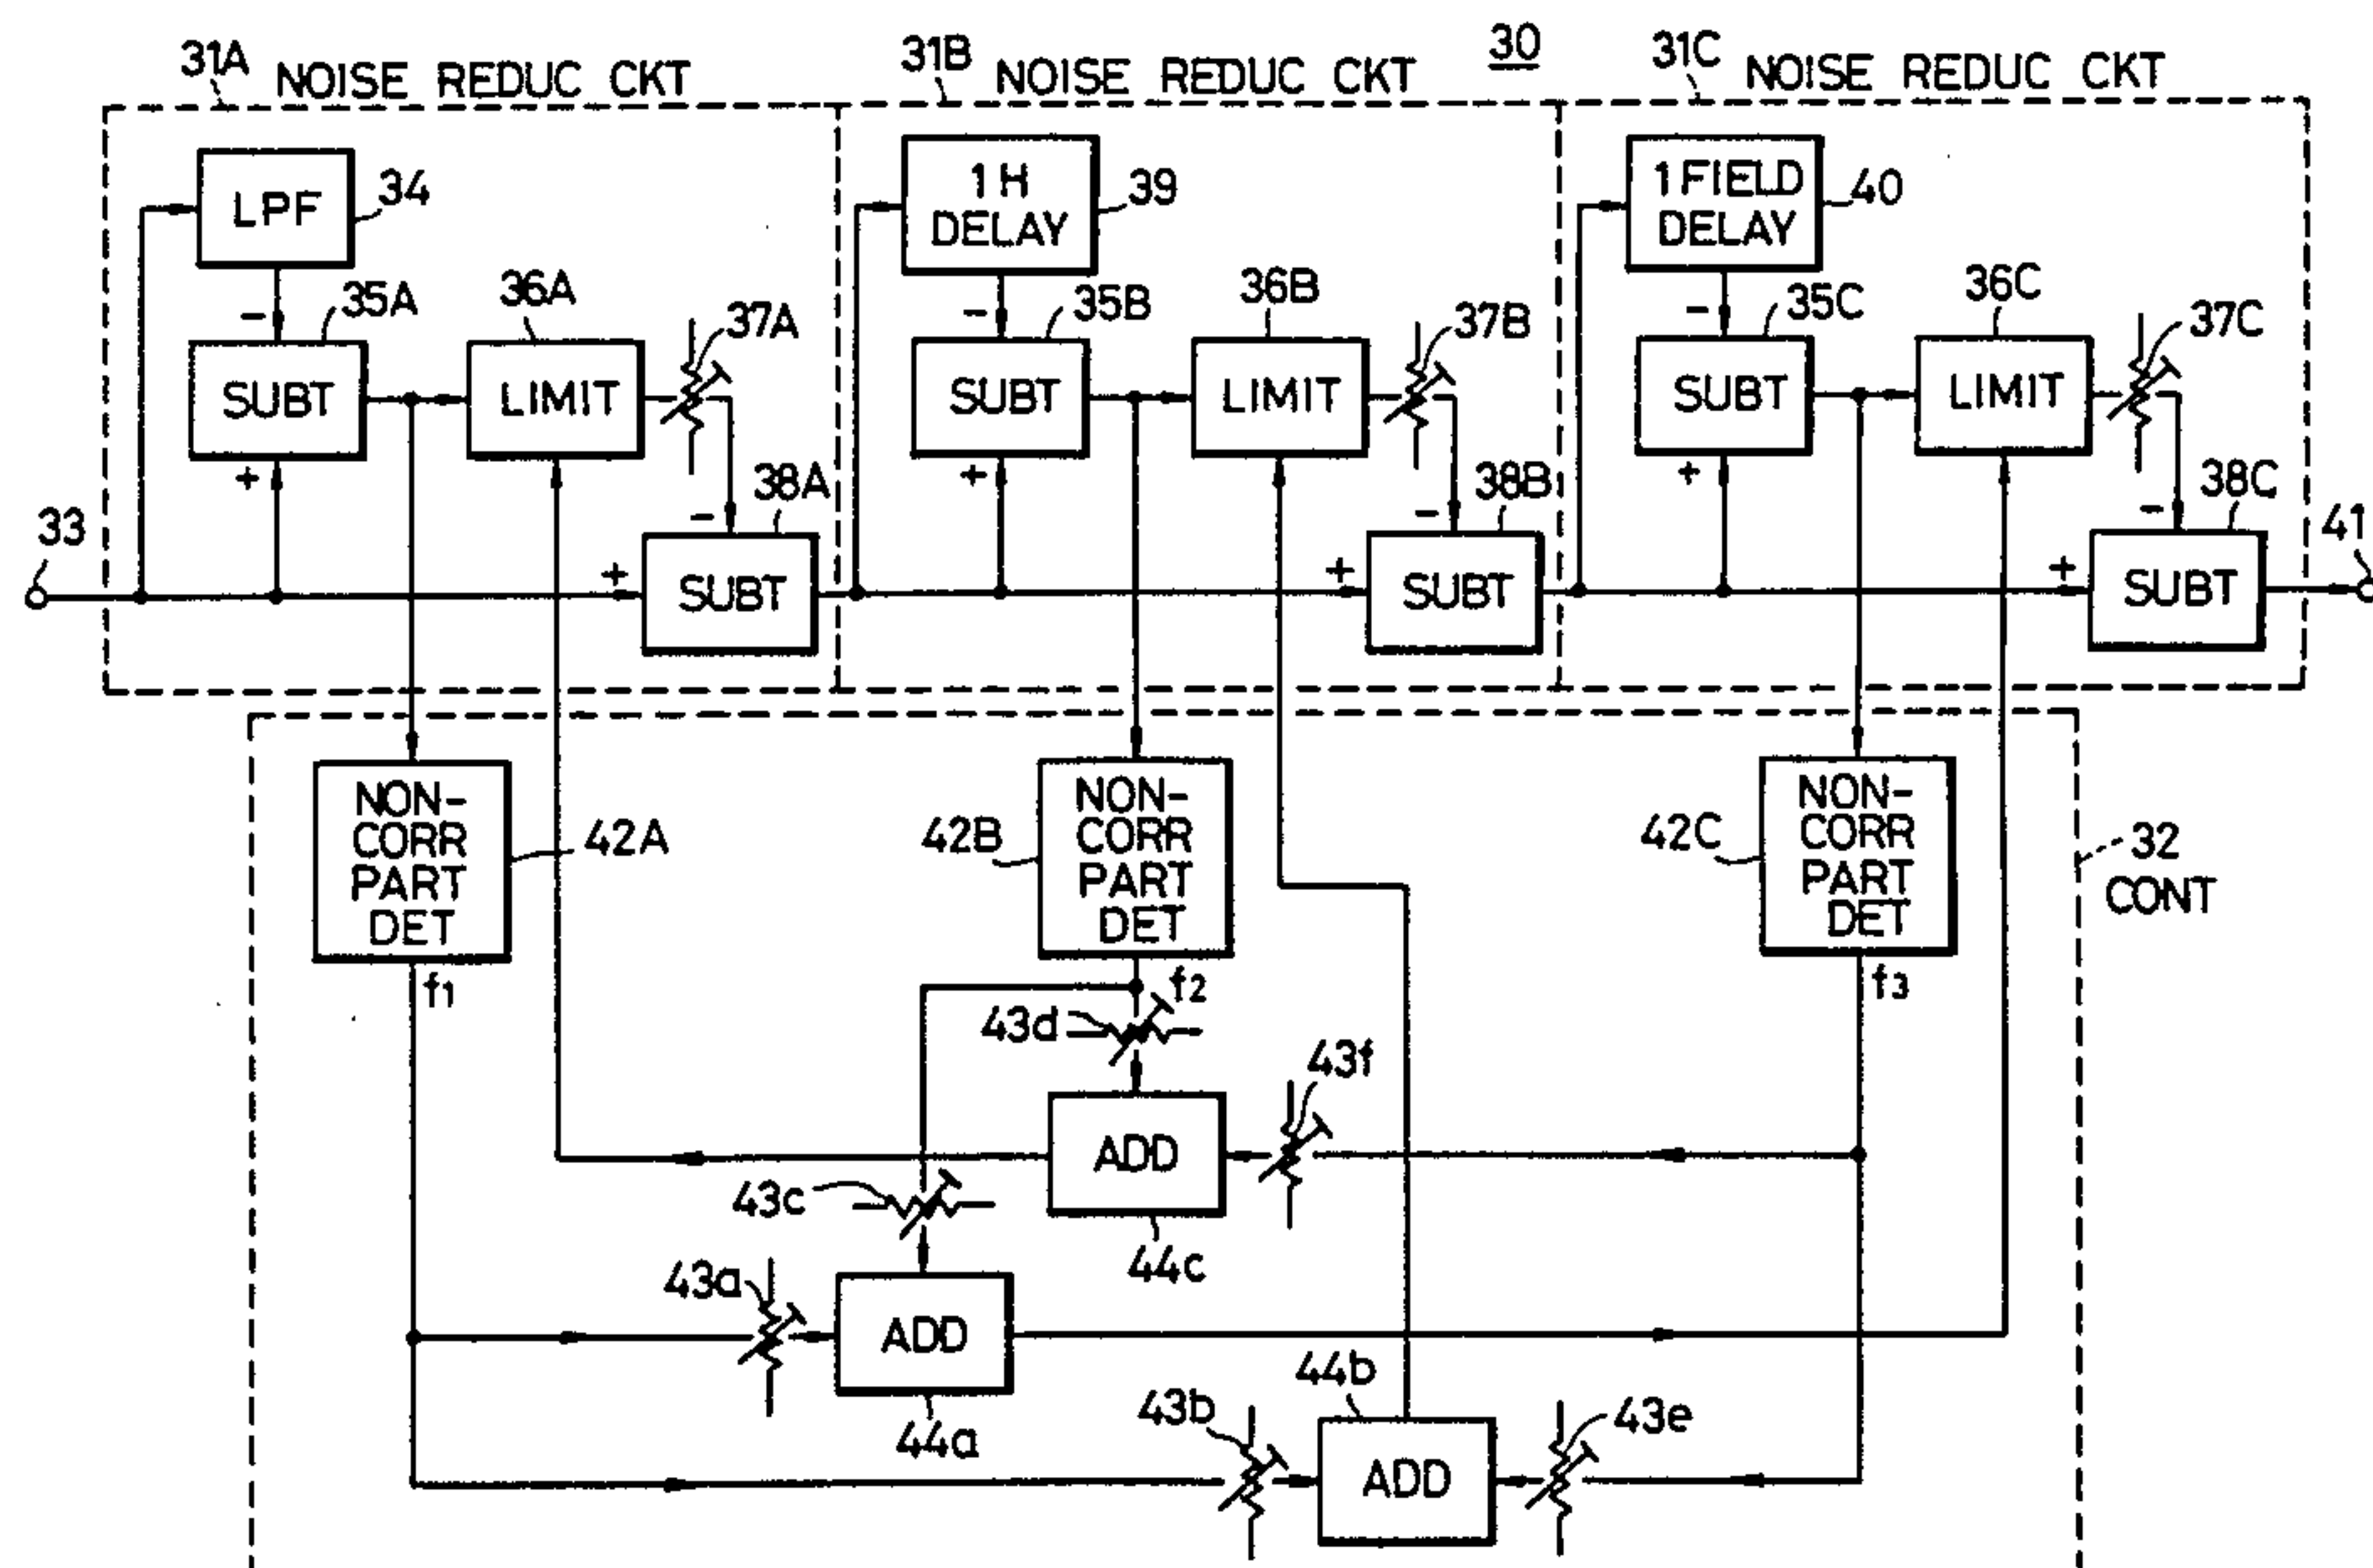 31A NOISE REDUC CKT 31B NOISE REDUC CKT 30 31C NOISE REDUC CKT
LPF 34 1H DELAY 39 1 FIELD DELAY 40
- 35A 36A 37A - 35B 36B 37B - 35C 36C 37C
SUBT LIMIT SUBT LIMIT SUBT LIMIT
+ 38A + 38B + 38C
33 + - SUBT + - SUBT + - SUBT 41
NON-CORR PART DET 42A 42B NON-CORR PART DET 42C NON-CORR PART DET 32 CONT
f1 f2 f3
43d 43f
ADD
43c 44c
43a ADD 44a
43b 44b 43e
ADD